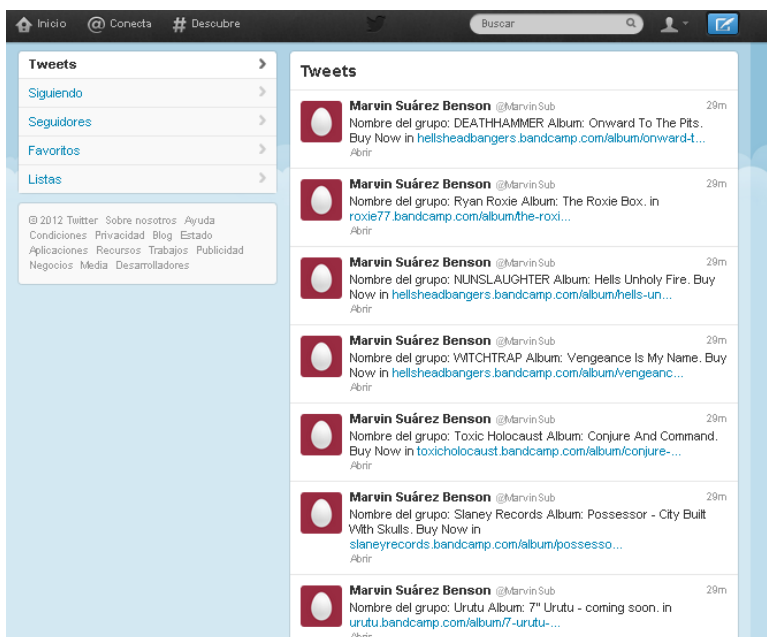 Inicio @ Conecta # Descubre Buscar
Tweets
Siguiendo
Seguidores
Favoritos
Listas
© 2012 Twitter Sobre nosotros Ayuda
Condiciones Privacidad Blog Estado
Aplicaciones Recursos Trabajos Publicidad
Negocios Media Desarrolladores
Tweets
Marvin Suárez Benson @MarvinSub 29m
Nombre del grupo: DEATHHAMMER Album: Onward To The Pits.
Buy Now in hellsheadbangers.bandcamp.com/album/onward-t...
Abrir
Marvin Suárez Benson @MarvinSub 29m
Nombre del grupo: Ryan Roxie Album: The Roxie Box. in
roxie77.bandcamp.com/album/the-roxi...
Abrir
Marvin Suárez Benson @MarvinSub 29m
Nombre del grupo: NUNSLAUGHTER Album: Hells Unholy Fire. Buy
Now in hellsheadbangers.bandcamp.com/album/hells-un...
Abrir
Marvin Suárez Benson @MarvinSub 29m
Nombre del grupo: WITCHTRAP Album: Vengeance Is My Name. Buy
Now in hellsheadbangers.bandcamp.com/album/vengeanc...
Abrir
Marvin Suárez Benson @MarvinSub 29m
Nombre del grupo: Toxic Holocaust Album: Conjure And Command.
Buy Now in toxicholocaust.bandcamp.com/album/conjure-...
Abrir
Marvin Suárez Benson @MarvinSub 29m
Nombre del grupo: Slaney Records Album: Possessor - City Built
With Skulls. Buy Now in
slaneyrecords.bandcamp.com/album/possesso...
Abrir
Marvin Suárez Benson @MarvinSub 29m
Nombre del grupo: Urutu Album: 7" Urutu - coming soon. in
urutu.bandcamp.com/album/7-urutu-...
Abrir